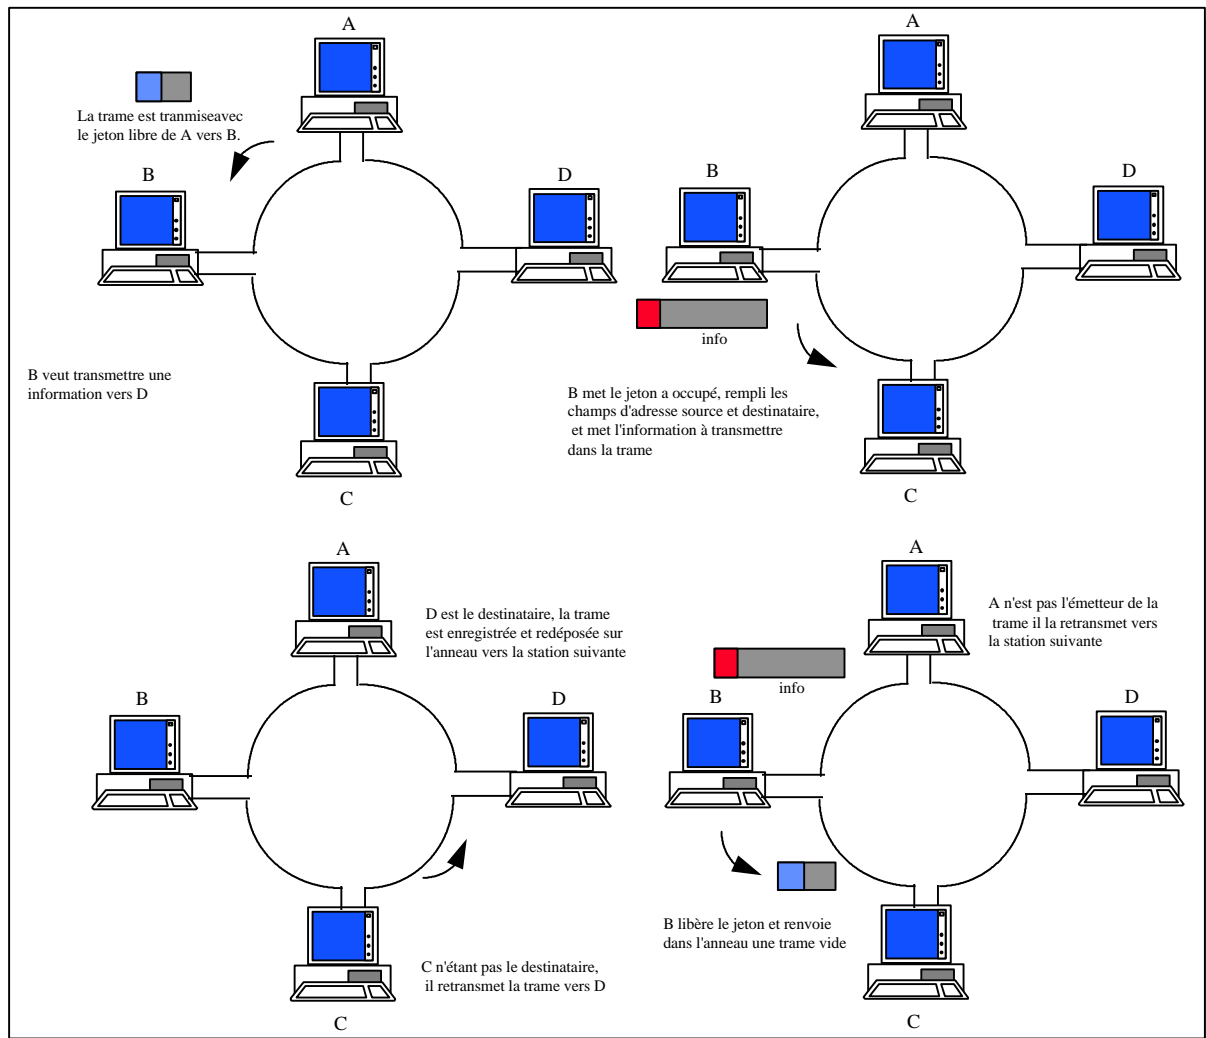 A
La trame est tranmiseavec
le jeton libre de A vers B.
B
D
B veut transmettre une
information vers D
C
A
B
D
info
B met le jeton a occupé, rempli les
champs d'adresse source et destinataire,
et met l'information à transmettre
dans la trame
C
A
D est le destinataire, la trame
est enregistrée et redéposée sur
l'anneau vers la station suivante
B
D
C n'étant pas le destinataire,
il retransmet la trame vers D
C
A
A n'est pas l'émetteur de la
trame il la retransmet vers
la station suivante
info
B
D
B libère le jeton et renvoie
dans l'anneau une trame vide
C